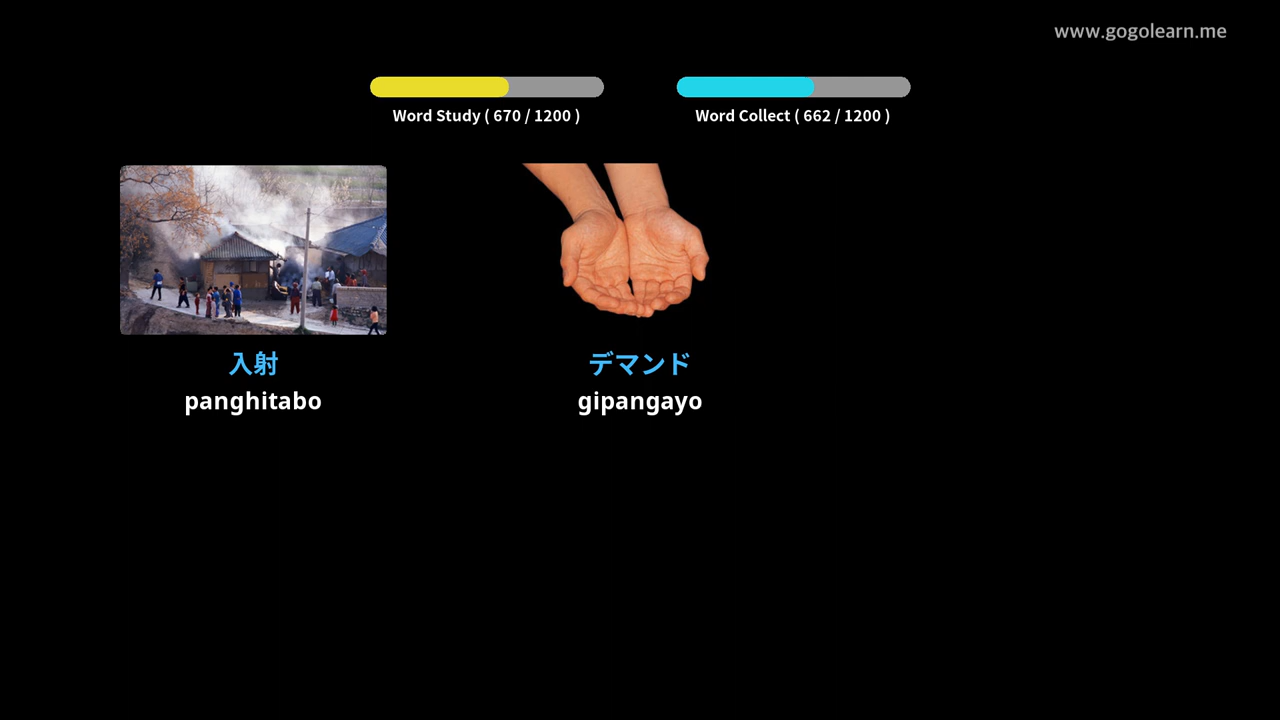 www.gogolearn.me
Word Study ( 670 / 1200 )
Word Collect ( 662 / 1200 )
入射
panghitabo
デマンド
gipangayo